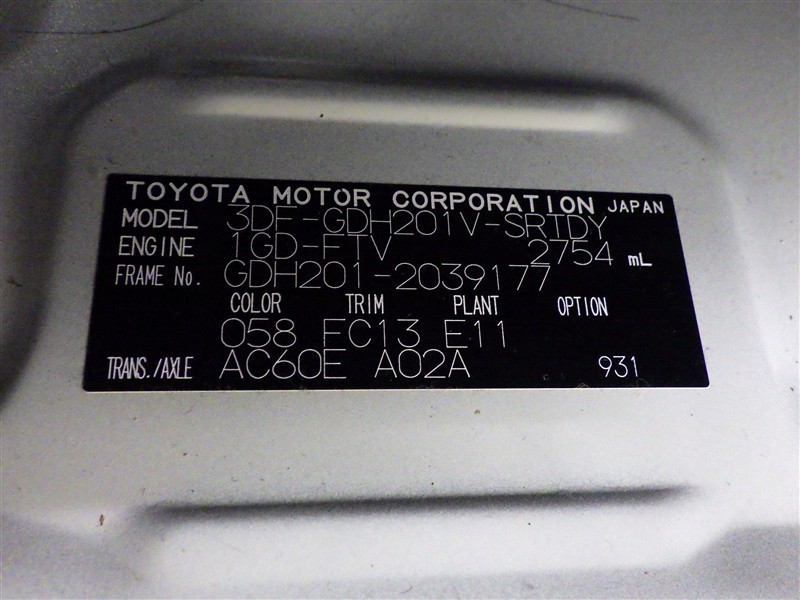 TOYOTA MOTOR CORPORATION JAPAN
MODEL 3DF-GDH201V-SRTDY
ENGINE 1GD-FTV 2754 mL
FRAME No. GDH201-2039177
COLOR TRIM PLANT OPTION
058 FC13 E11
TRANS./AXLE AC60E A02A 931